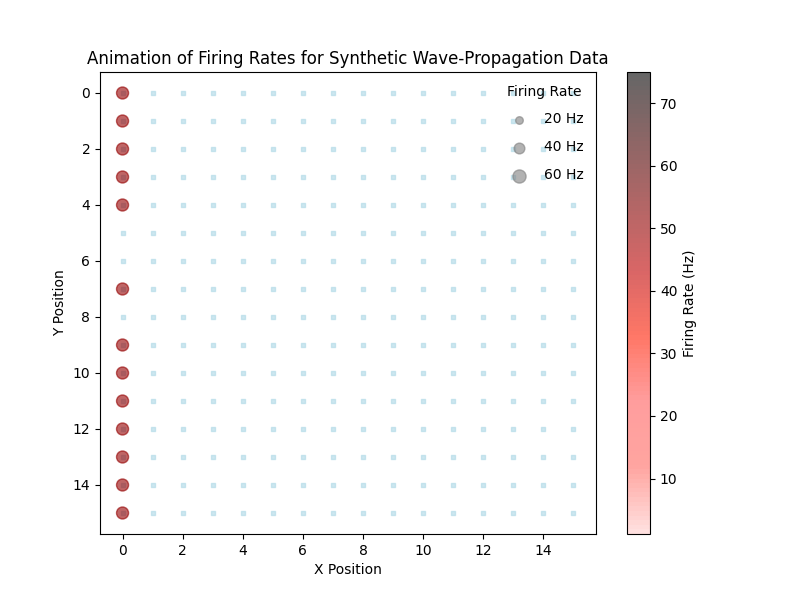 Animation of Firing Rates for Synthetic Wave-Propagation Data
Firing Rate
20 Hz
40 Hz
60 Hz
0
2
4
6
8
10
12
14
Y Position
0 2 4 6 8 10 12 14
X Position
70
60
50
40
30
20
10
Firing Rate (Hz)